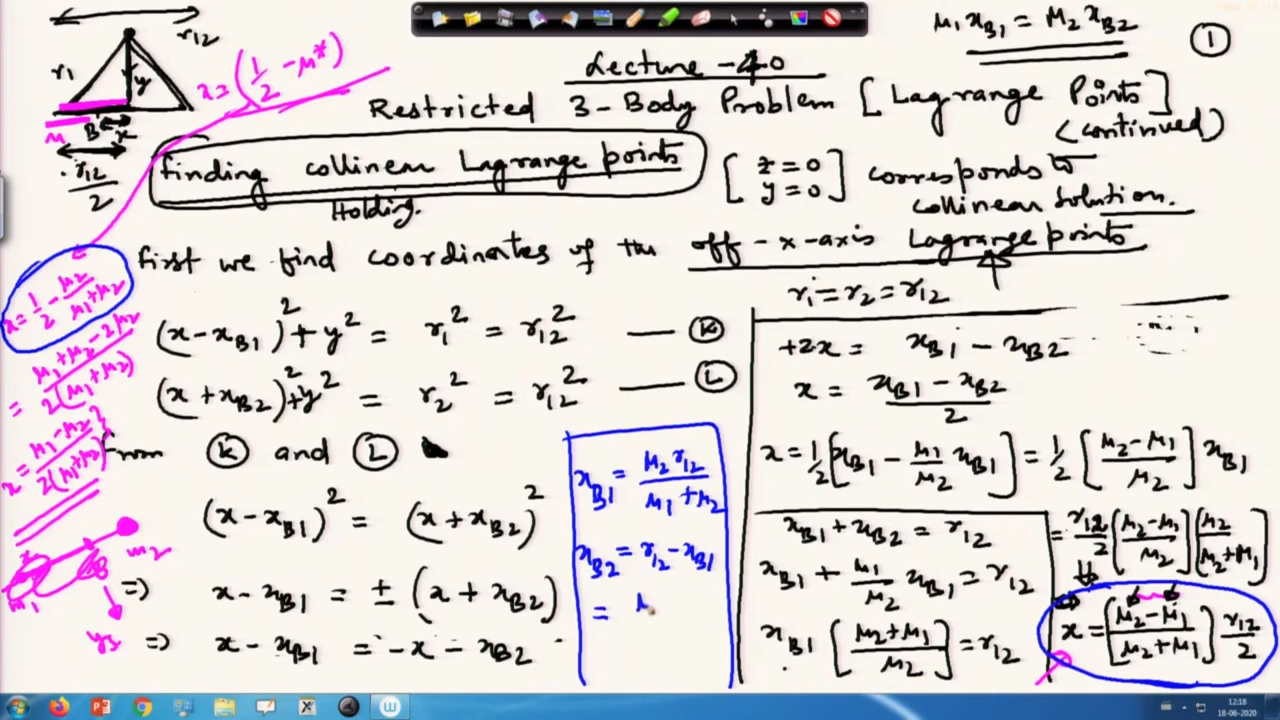 μ1 xB1 = μ2 xB2
①
r12
r1
y
x = (1/2 - μ*)
B
x
r12/2
Lecture - 40
Restricted 3-Body Problem [Lagrange Points]
(continued)
finding collinear Lagrange points
[z=0 y=0] corresponds to collinear solution.
Holding.
first we find coordinates of the off-x-axis Lagrange points
r1 = r2 = r12
(x - xB1)² + y² = r1² = r12² — (K)
(x + xB2)² + y² = r2² = r12² — (L)
from (K) and (L)
(x - xB1)² = (x + xB2)²
⇒ x - xB1 = ± (x + xB2)
⇒ x - xB1 = -x - xB2
x = 1/2 - μ2/(μ1+μ2)
= (μ1+μ2-2μ2)/(2(μ1+μ2))
x = (μ1-μ2)/(2(μ1+μ2))
m2
B
m1
xB1 = μ2 r12/(μ1+μ2)
xB2 = r12 - xB1
=
+2x = xB1 - xB2
x = (xB1 - xB2)/2
x = 1/2 [xB1 - μ1/μ2 xB1] = 1/2 [(μ2-μ1)/μ2] xB1
xB1 + xB2 = r12
xB1 + μ1/μ2 xB1 = r12
xB1 [(μ2+μ1)/μ2] = r12
= r12/2 [(μ2-μ1)/μ2] [μ2/(μ2+μ1)]
x = [(μ2-μ1)/(μ2+μ1)] r12/2
12:18
18-06-2020